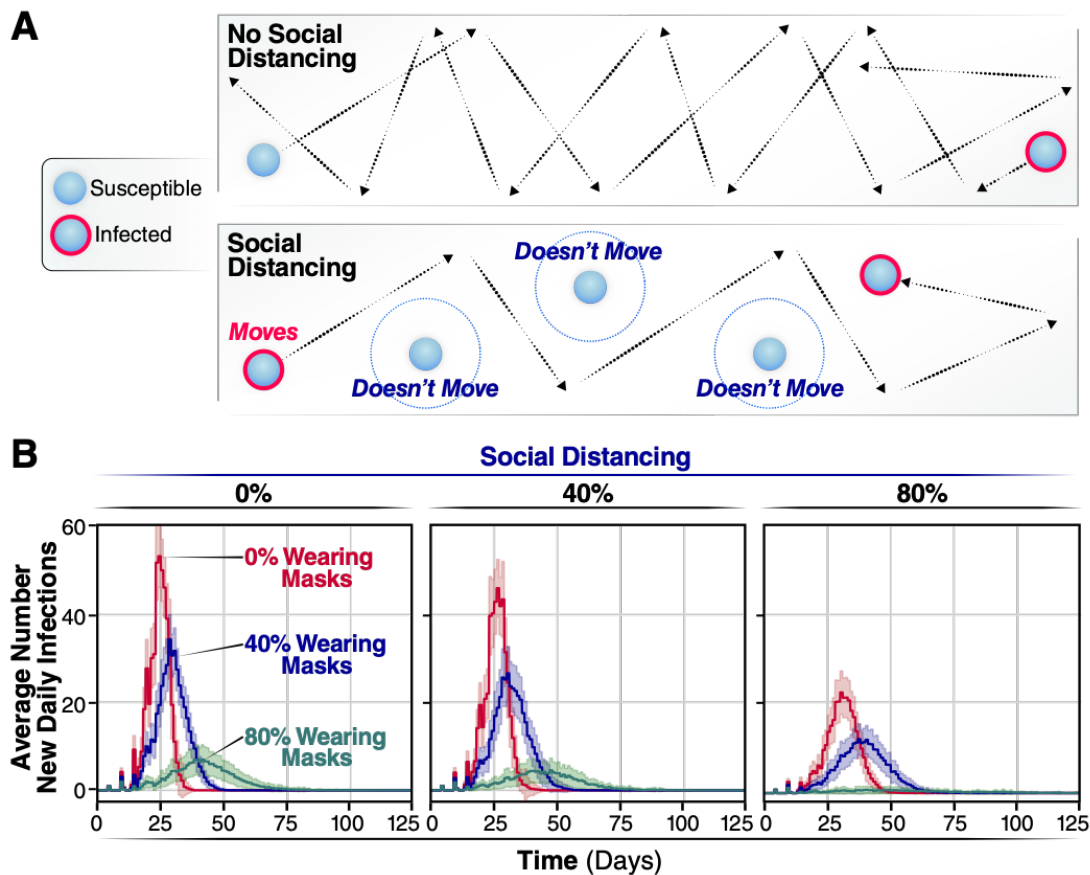 A
No Social
Distancing
Susceptible
Infected
Social
Distancing
Doesn't Move
Moves
Doesn't Move
Doesn't Move
B
Social Distancing
0%
40%
80%
Average Number
New Daily Infections
60
40
20
0
0% Wearing
Masks
40% Wearing
Masks
80% Wearing
Masks
0 25 50 75 100 125
0 25 50 75 100 125
0 25 50 75 100 125
Time (Days)